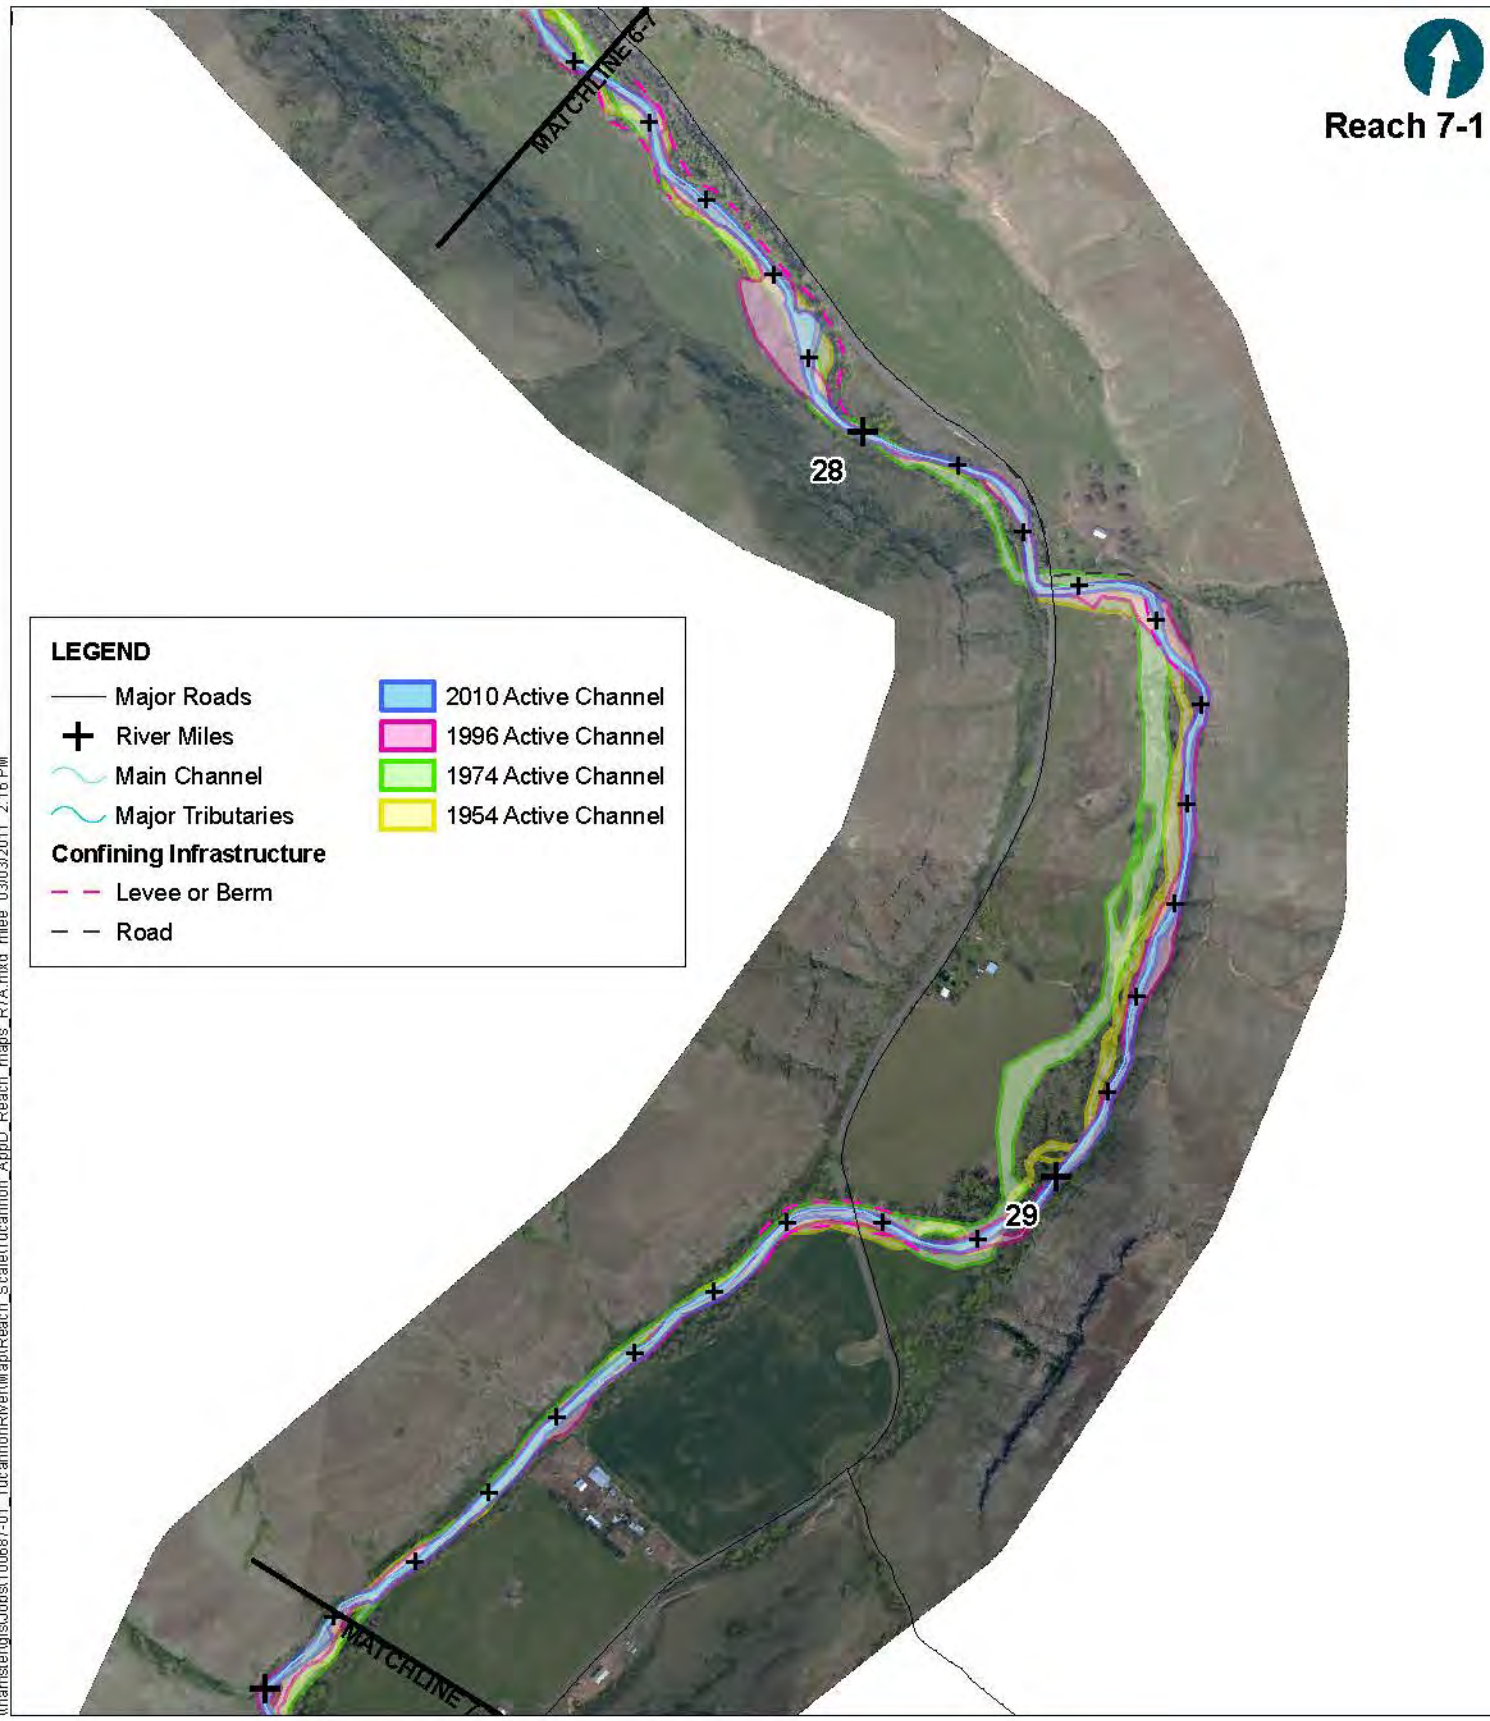 Reach 7-1
MATCHLINE 6-7
28
LEGEND
Major Roads
River Miles
Main Channel
Major Tributaries
Confining Infrastructure
Levee or Berm
Road
2010 Active Channel
1996 Active Channel
1974 Active Channel
1954 Active Channel
29
MATCHLINE